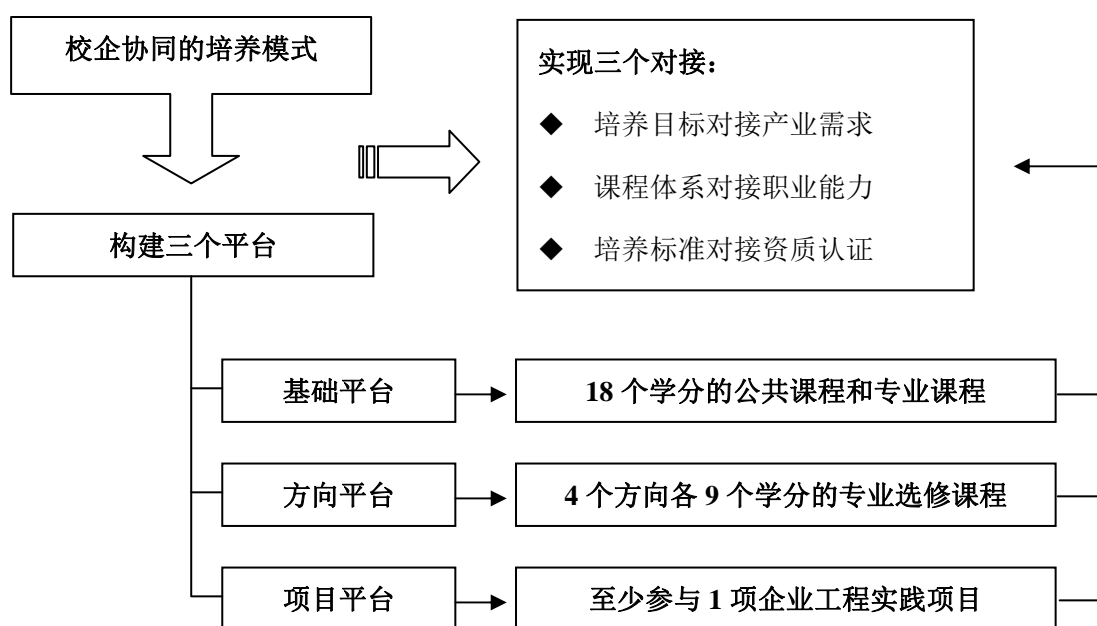 校企协同的培养模式
实现三个对接：
◆ 培养目标对接产业需求
◆ 课程体系对接职业能力
◆ 培养标准对接资质认证
构建三个平台
基础平台
18 个学分的公共课程和专业课程
方向平台
4 个方向各 9 个学分的专业选修课程
项目平台
至少参与 1 项企业工程实践项目